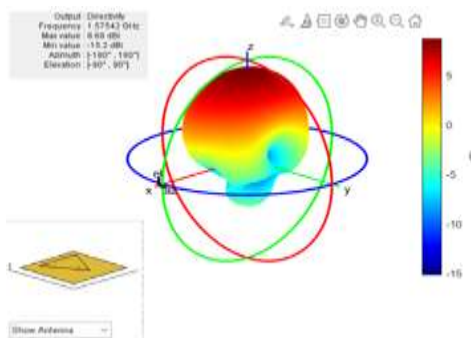 Output Directivity
Frequency 1.57542 GHz
Max value 8.68 dBi
Min value -15.2 dBi
Azimuth [-180° , 180°]
Elevation [-90° , 90°]
z
x
y
5
0
-5
-10
-15
Show Antenna